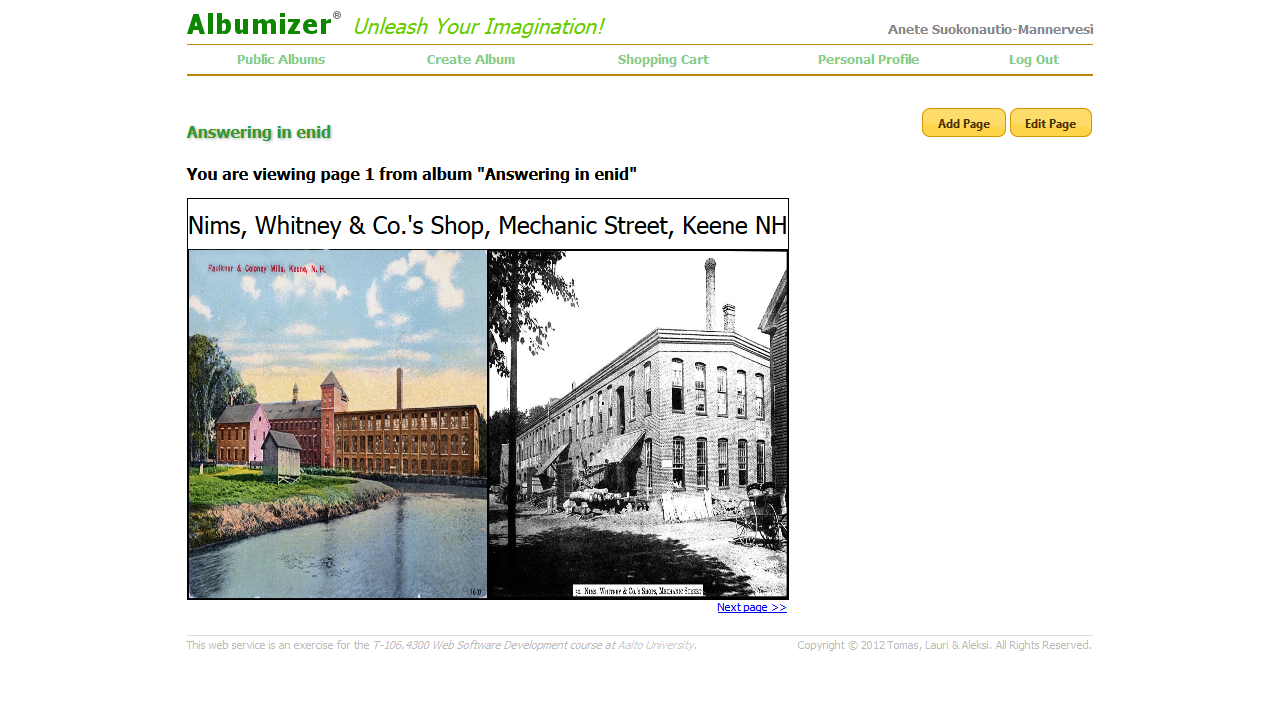 Albumizer® Unleash Your Imagination!
Anete Suokonautio-Mannervesi
Public Albums Create Album Shopping Cart Personal Profile Log Out
Answering in enid
Add Page Edit Page
You are viewing page 1 from album "Answering in enid"
Nims, Whitney & Co.'s Shop, Mechanic Street, Keene NH
Faulkner & Colony Mills, Keene, N. H.
Nims, Whitney & Co.'s Shops, Mechanic Street
Next page >>
This web service is an exercise for the T-106.4300 Web Software Development course at Aalto University.
Copyright © 2012 Tomas, Lauri & Aleksi. All Rights Reserved.